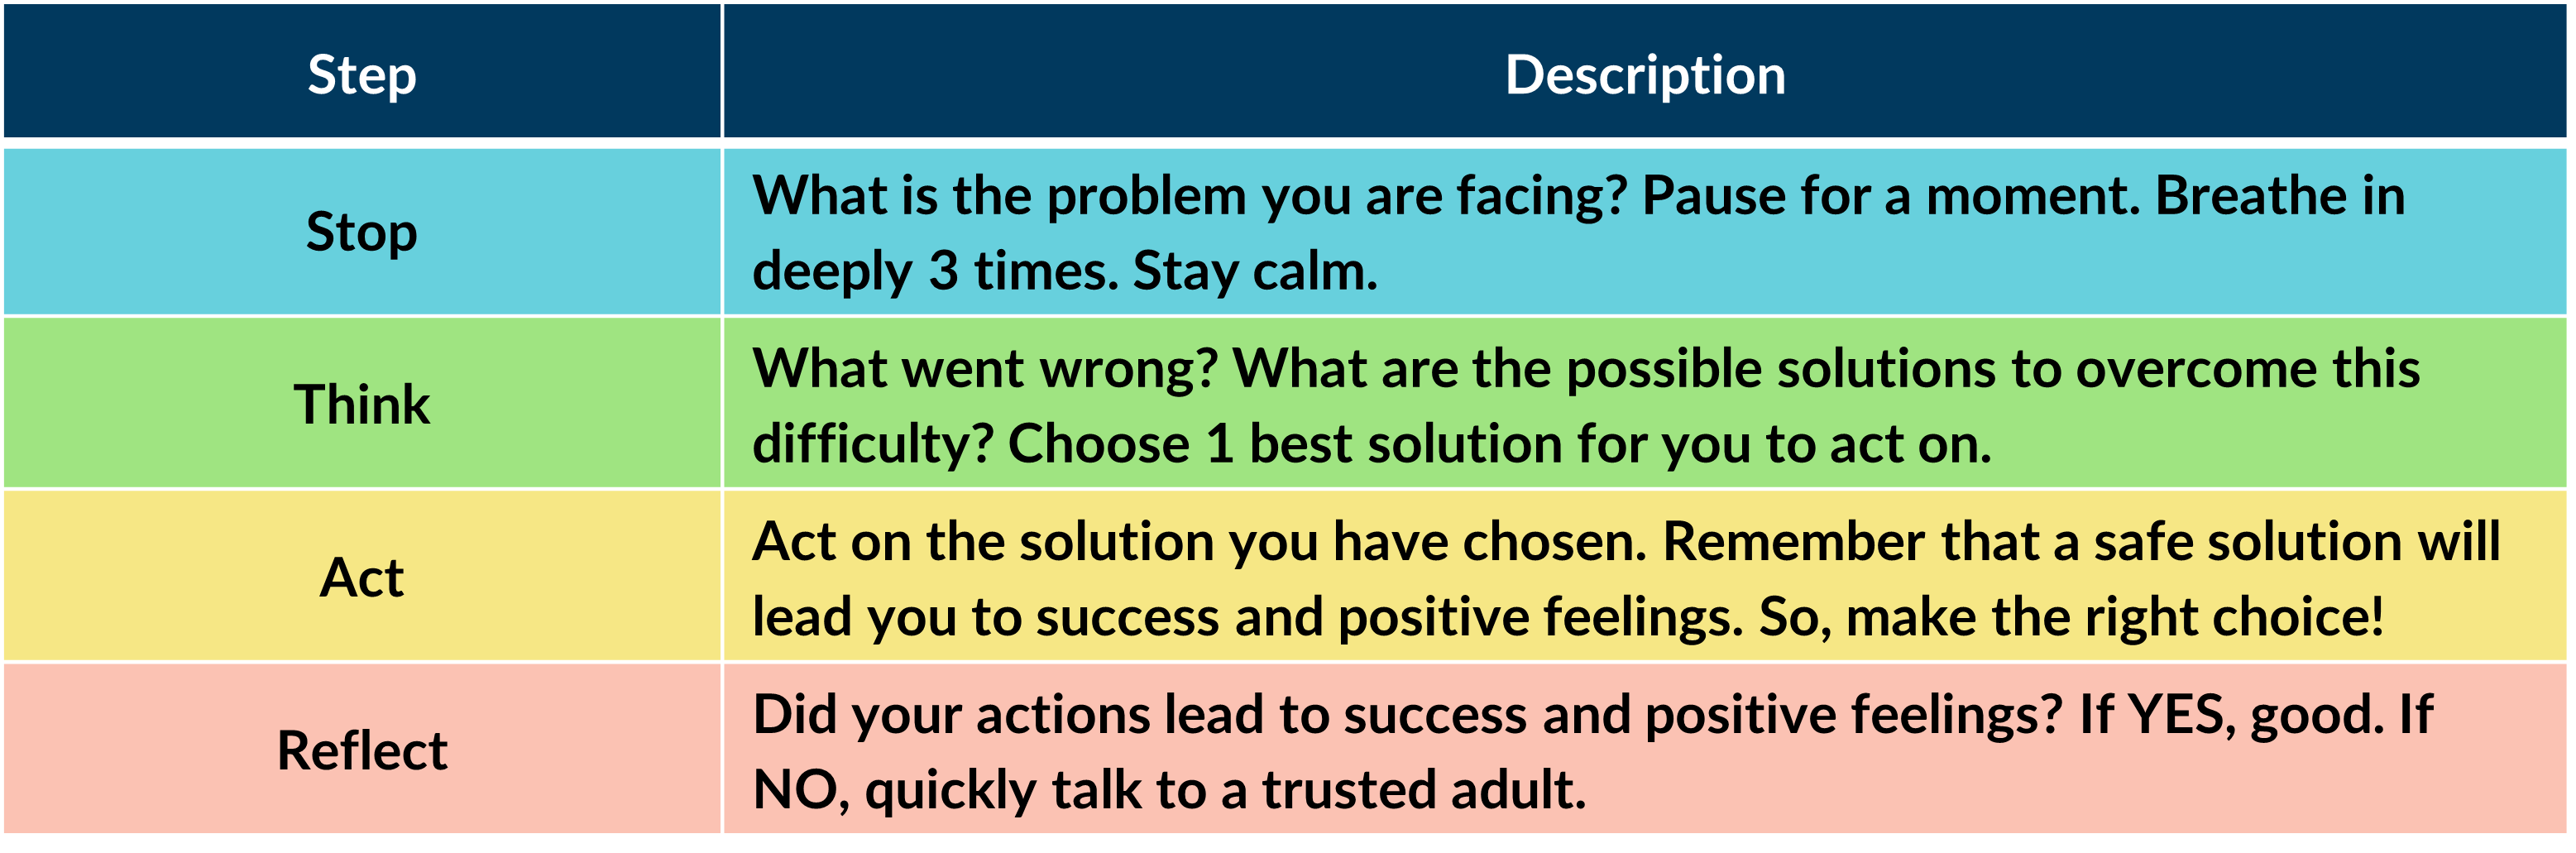 Step
Description
Stop
What is the problem you are facing? Pause for a moment. Breathe in
deeply 3 times. Stay calm.
Think
What went wrong? What are the possible solutions to overcome this
difficulty? Choose 1 best solution for you to act on.
Act
Act on the solution you have chosen. Remember that a safe solution will
lead you to success and positive feelings. So, make the right choice!
Reflect
Did your actions lead to success and positive feelings? If YES, good. If
NO, quickly talk to a trusted adult.